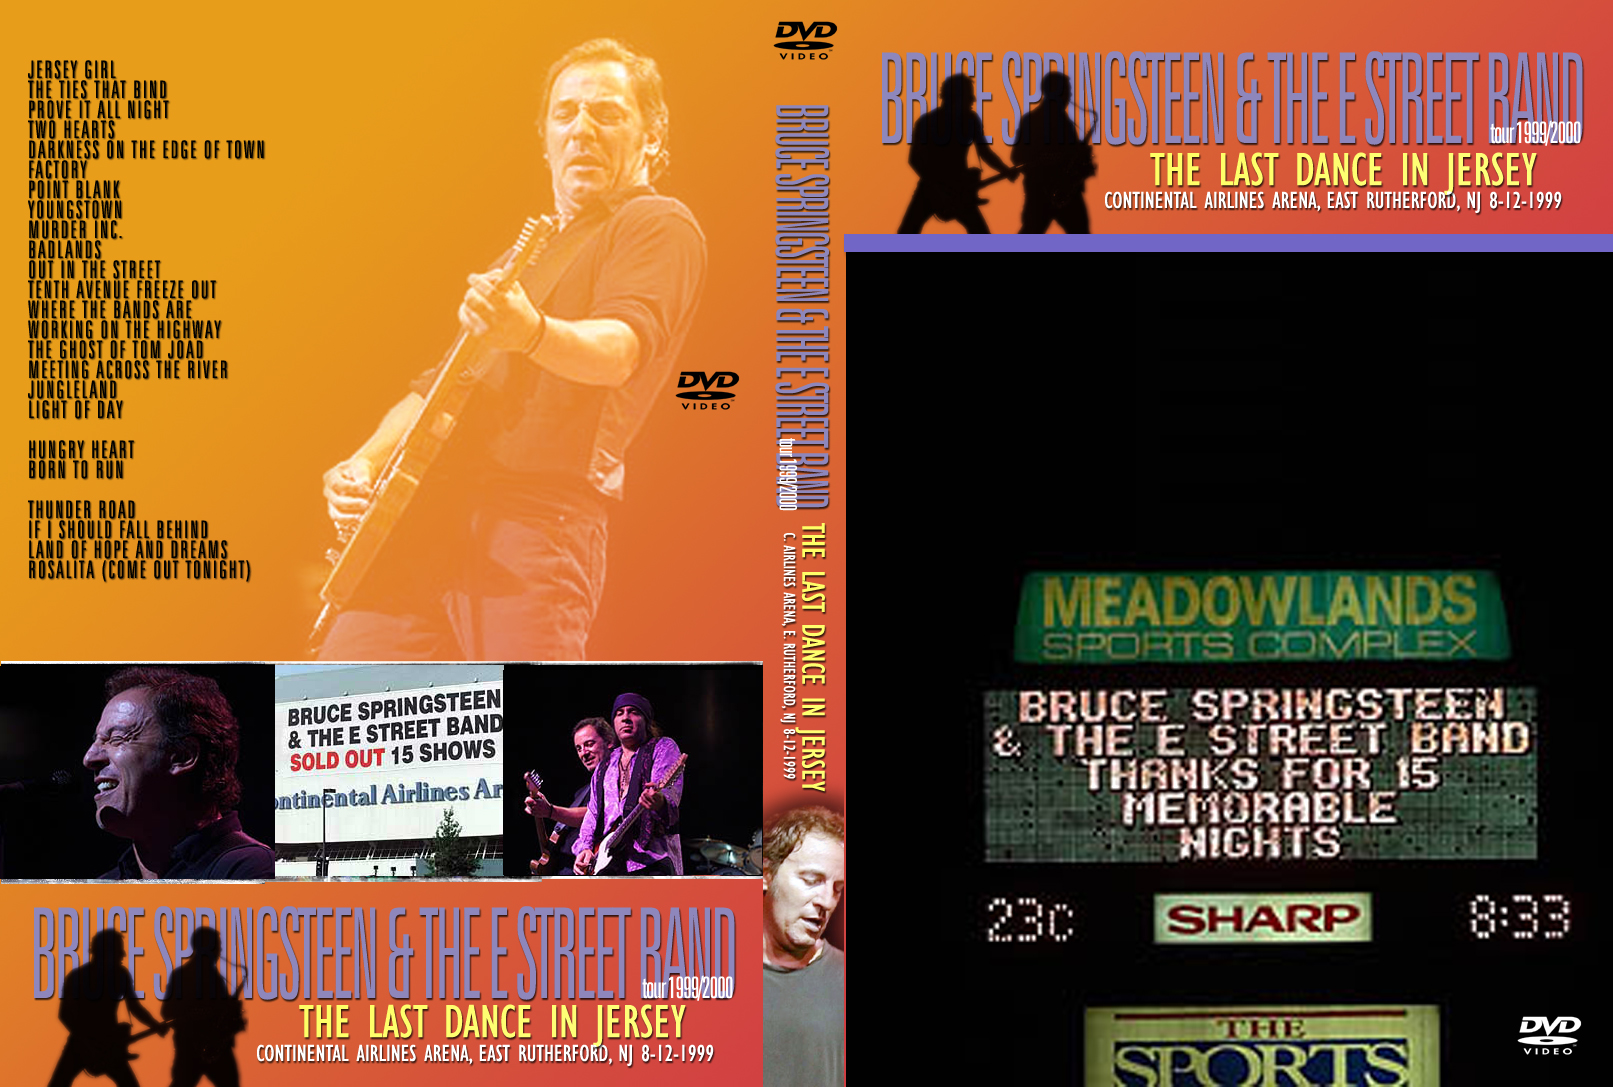 JERSEY GIRL
THE TIES THAT BIND
PROVE IT ALL NIGHT
TWO HEARTS
DARKNESS ON THE EDGE OF TOWN
FACTORY
POINT BLANK
YOUNGSTOWN
MURDER INC.
BADLANDS
OUT IN THE STREET
TENTH AVENUE FREEZE OUT
WHERE THE BANDS ARE
WORKING ON THE HIGHWAY
THE GHOST OF TOM JOAD
MEETING ACROSS THE RIVER
JUNGLELAND
LIGHT OF DAY
HUNGRY HEART
BORN TO RUN
THUNDER ROAD
IF I SHOULD FALL BEHIND
LAND OF HOPE AND DREAMS
ROSALITA (COME OUT TONIGHT)
DVD
VIDEO
BRUCE SPRINGSTEEN
& THE E STREET BAND
SOLD OUT 15 SHOWS
ontinental Airlines Ar
BRUCE SPRINGSTEEN & THE E STREET BAND
tour 1999/2000
THE LAST DANCE IN JERSEY
CONTINENTAL AIRLINES ARENA, EAST RUTHERFORD, NJ 8-12-1999
DVD
VIDEO
BRUCE SPRINGSTEEN & THE E STREET BAND
tour 1999/2000
THE LAST DANCE IN JERSEY
C. AIRLINES ARENA, E. RUTHERFORD, NJ 8-12-1999
BRUCE SPRINGSTEEN & THE E STREET BAND
tour 1999/2000
THE LAST DANCE IN JERSEY
CONTINENTAL AIRLINES ARENA, EAST RUTHERFORD, NJ 8-12-1999
MEADOWLANDS
SPORTS COMPLEX
BRUCE SPRINGSTEEN
& THE E STREET BAND
THANKS FOR 15
MEMORABLE
NIGHTS
23c SHARP 8:33
THE
SPORTS
DVD
VIDEO